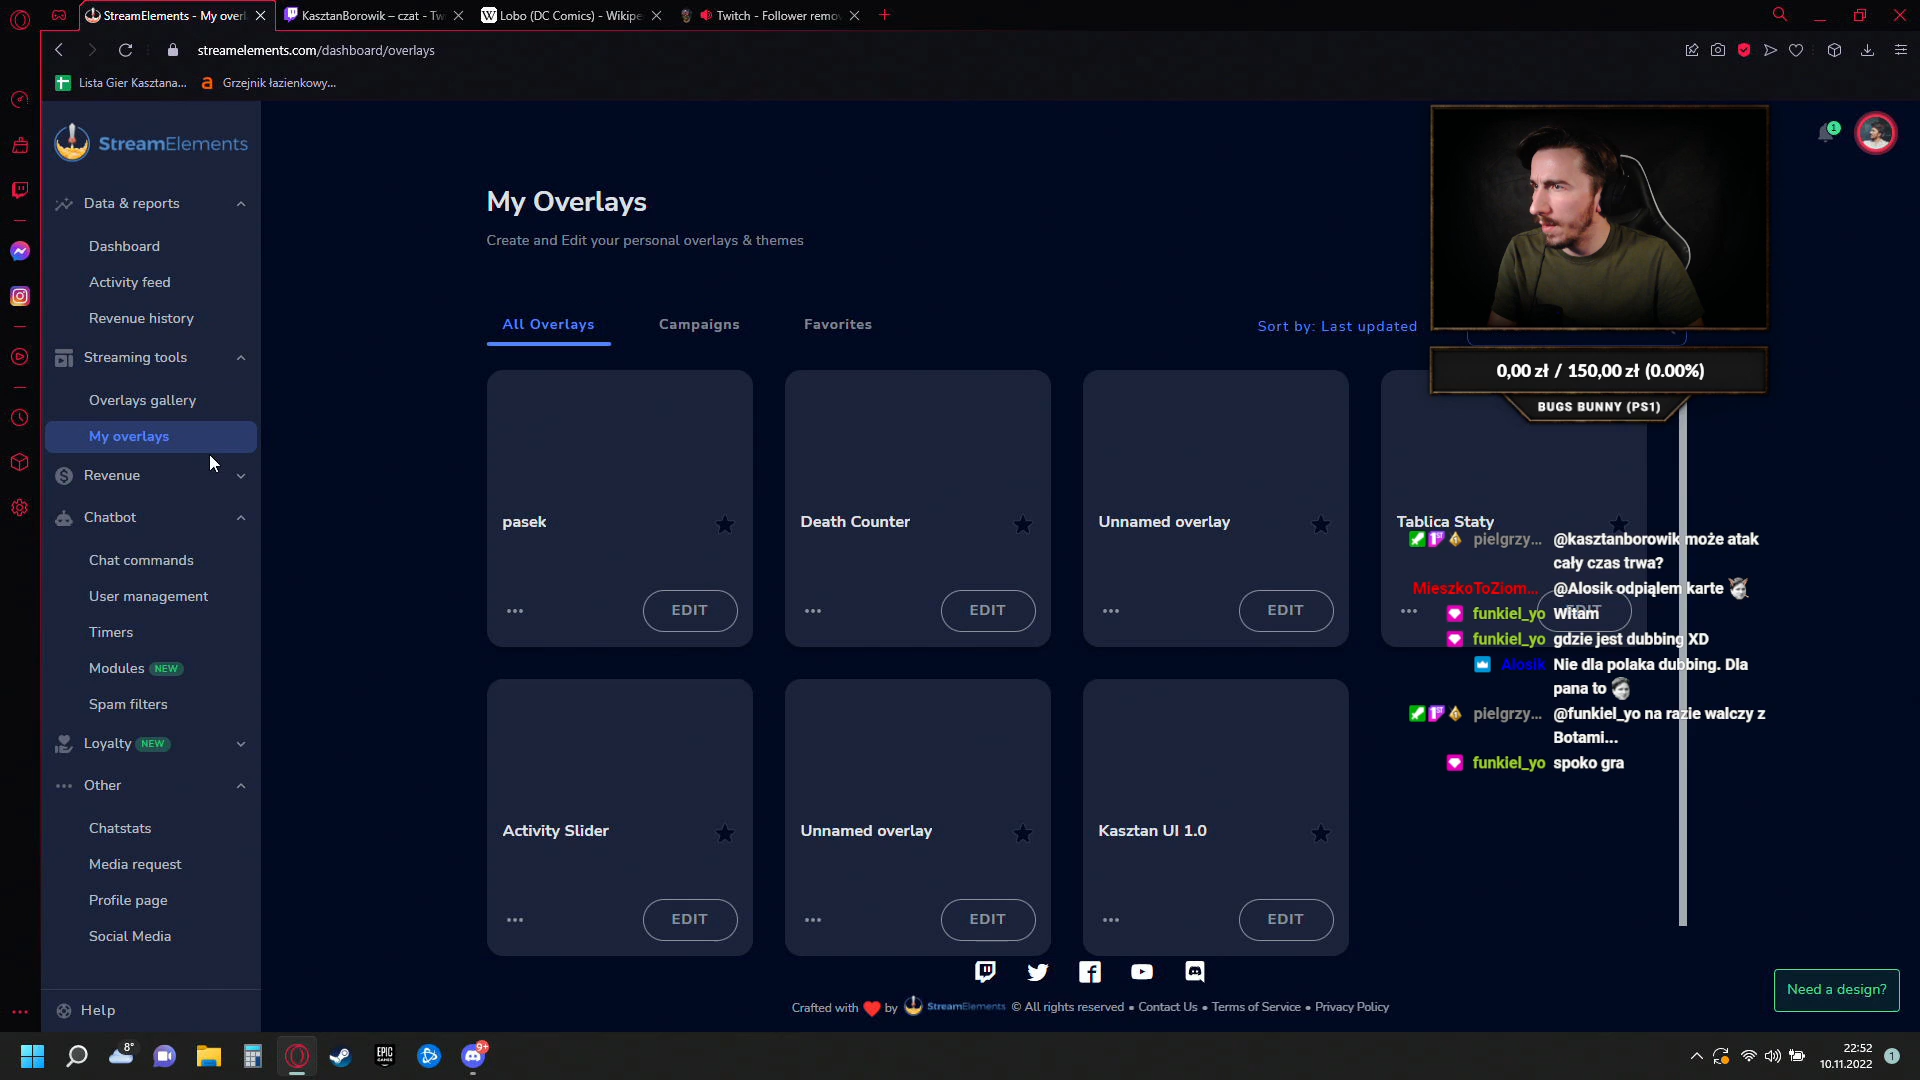 StreamElements - My overl
KasztanBorowik – czat - Tw
Lobo (DC Comics) - Wikipe
Twitch - Follower remo
streamelements.com/dashboard/overlays
Lista Gier Kasztana...
Grzejnik łazienkowy...
StreamElements
Data & reports
Dashboard
Activity feed
Revenue history
Streaming tools
Overlays gallery
My overlays
Revenue
Chatbot
Chat commands
User management
Timers
Modules NEW
Spam filters
Loyalty NEW
Other
Chatstats
Media request
Profile page
Social Media
Help
My Overlays
Create and Edit your personal overlays & themes
All Overlays
Campaigns
Favorites
Sort by: Last updated
1
0,00 zł / 150,00 zł (0.00%)
BUGS BUNNY (PS1)
pasek
EDIT
Death Counter
EDIT
Unnamed overlay
EDIT
Tablica Staty
EDIT
pielgrzy... @kasztanborowik może atak
cały czas trwa?
MieszkoToZiom... @Alosik odpiąłem karte
funkiel_yo Witam
funkiel_yo gdzie jest dubbing XD
Alosik Nie dla polaka dubbing. Dla
pana to
pielgrzy... @funkiel_yo na razie walczy z
Botami...
funkiel_yo spoko gra
Activity Slider
EDIT
Unnamed overlay
EDIT
Kasztan UI 1.0
EDIT
Crafted with by StreamElements © All rights reserved • Contact Us • Terms of Service • Privacy Policy
Need a design?
8°
EPIC
GAMES
9+
22:52
10.11.2022
1